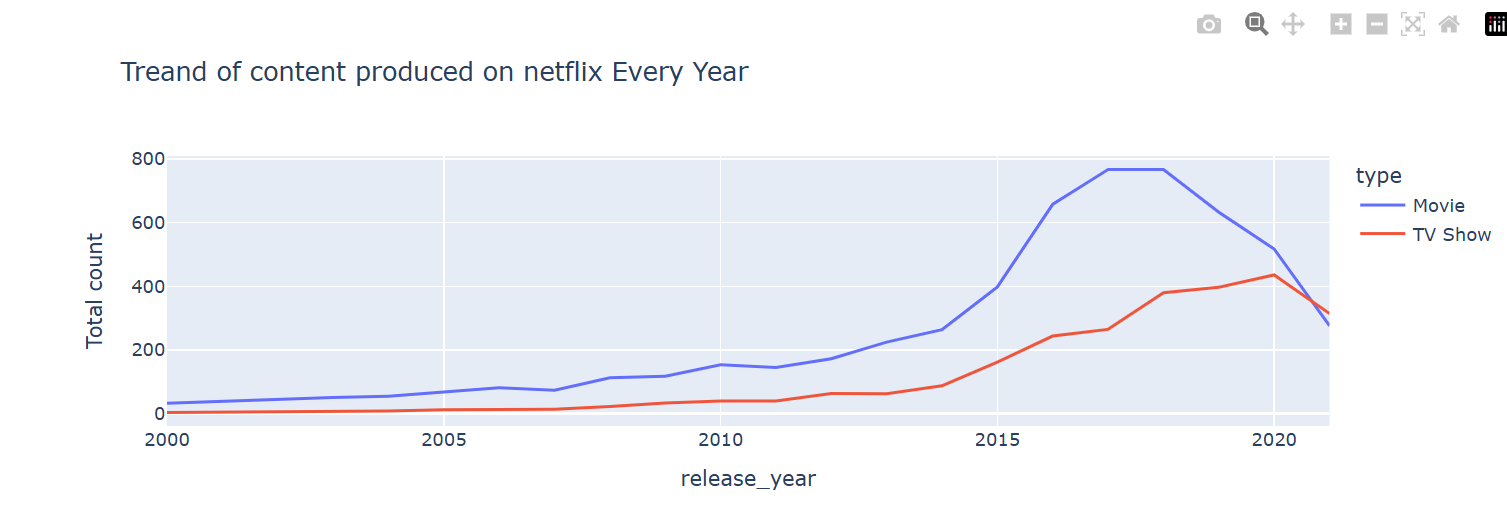 Treand of content produced on netflix Every Year
800
600
400
200
0
Total count
2000 2005 2010 2015 2020
release_year
type
Movie
TV Show